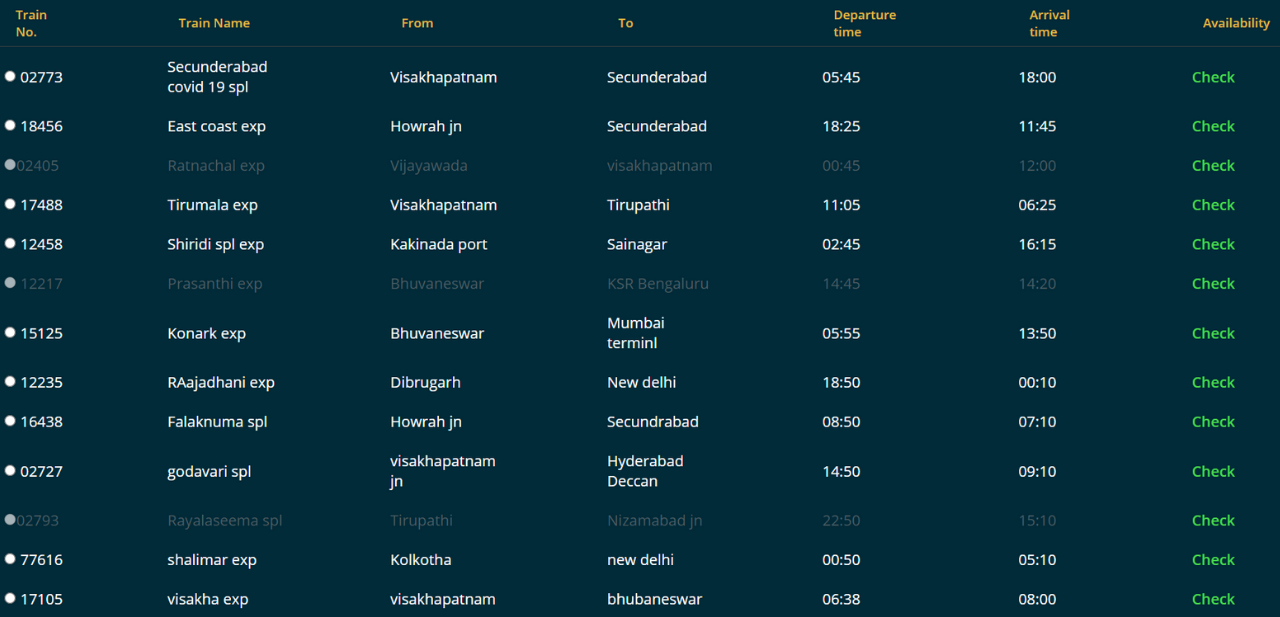 Train No. Train Name From To Departure time Arrival time Availability
02773 Secunderabad covid 19 spl Visakhapatnam Secunderabad 05:45 18:00 Check
18456 East coast exp Howrah jn Secunderabad 18:25 11:45 Check
02405 Ratnachal exp Vijayawada visakhapatnam 00:45 12:00 Check
17488 Tirumala exp Visakhapatnam Tirupathi 11:05 06:25 Check
12458 Shiridi spl exp Kakinada port Sainagar 02:45 16:15 Check
12217 Prasanthi exp Bhuvaneswar KSR Bengaluru 14:45 14:20 Check
15125 Konark exp Bhuvaneswar Mumbai terminl 05:55 13:50 Check
12235 RAajadhani exp Dibrugarh New delhi 18:50 00:10 Check
16438 Falaknuma spl Howrah jn Secundrabad 08:50 07:10 Check
02727 godavari spl visakhapatnam jn Hyderabad Deccan 14:50 09:10 Check
02793 Rayalaseema spl Tirupathi Nizamabad jn 22:50 15:10 Check
77616 shalimar exp Kolkotha new delhi 00:50 05:10 Check
17105 visakha exp visakhapatnam bhubaneswar 06:38 08:00 Check